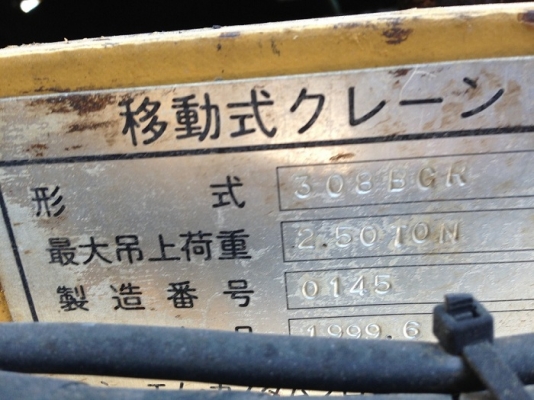 移動式クレーン
形 式 308BGR
最大吊上荷重 2.50TON
製造番号 0145
1999.6